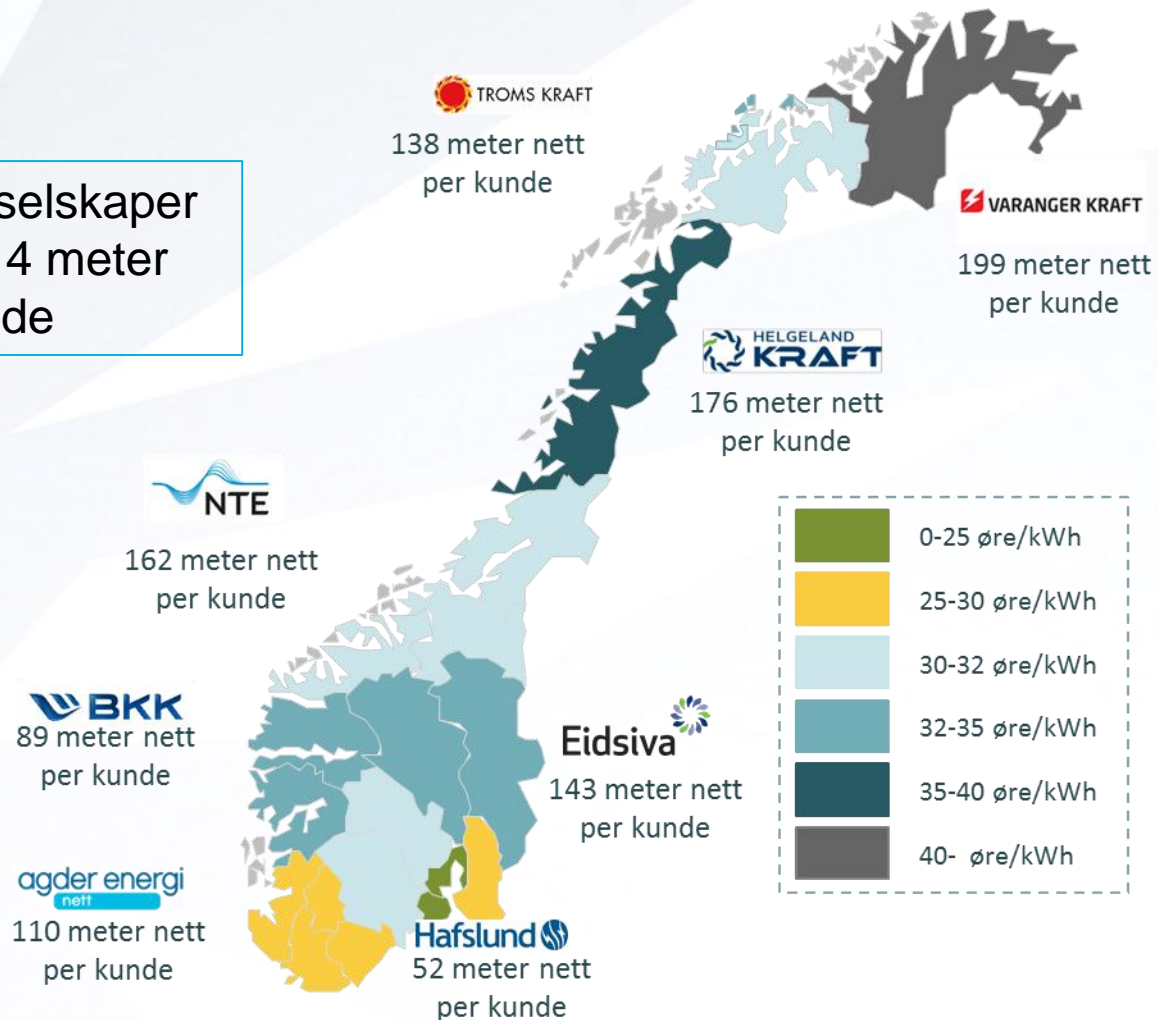 TROMS KRAFT
138 meter nett
per kunde
selskaper
4 meter
de
VARANGER KRAFT
199 meter nett
per kunde
HELGELAND
KRAFT
176 meter nett
per kunde
NTE
162 meter nett
per kunde
0-25 øre/kWh
25-30 øre/kWh
30-32 øre/kWh
32-35 øre/kWh
35-40 øre/kWh
40- øre/kWh
BKK
89 meter nett
per kunde
Eidsiva
143 meter nett
per kunde
agder energi
nett
110 meter nett
per kunde
Hafslund
52 meter nett
per kunde